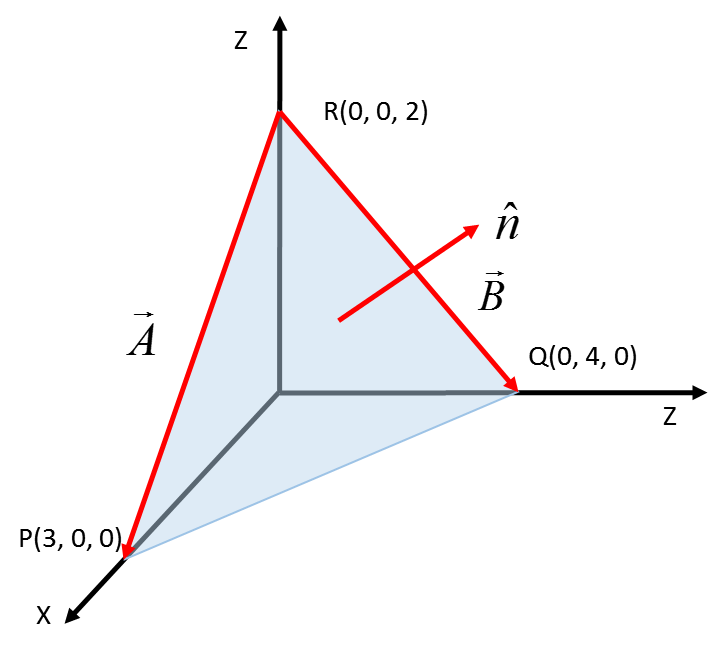 Z
R(0, 0, 2)
n̂
A⃗
B⃗
Q(0, 4, 0)
Z
P(3, 0, 0)
X